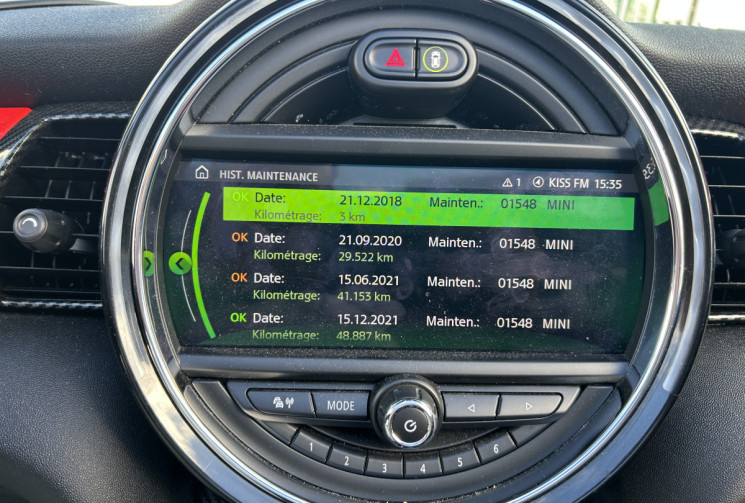 HIST. MAINTENANCE 1 KISS FM 15:35
OK Date: 21.12.2018 Mainten.: 01548 MINI
Kilométrage: 3 km
OK Date: 21.09.2020 Mainten.: 01548 MINI
Kilométrage: 29.522 km
OK Date: 15.06.2021 Mainten.: 01548 MINI
Kilométrage: 41.153 km
OK Date: 15.12.2021 Mainten.: 01548 MINI
Kilométrage: 48.887 km
MODE
1 2 3 4 5 6